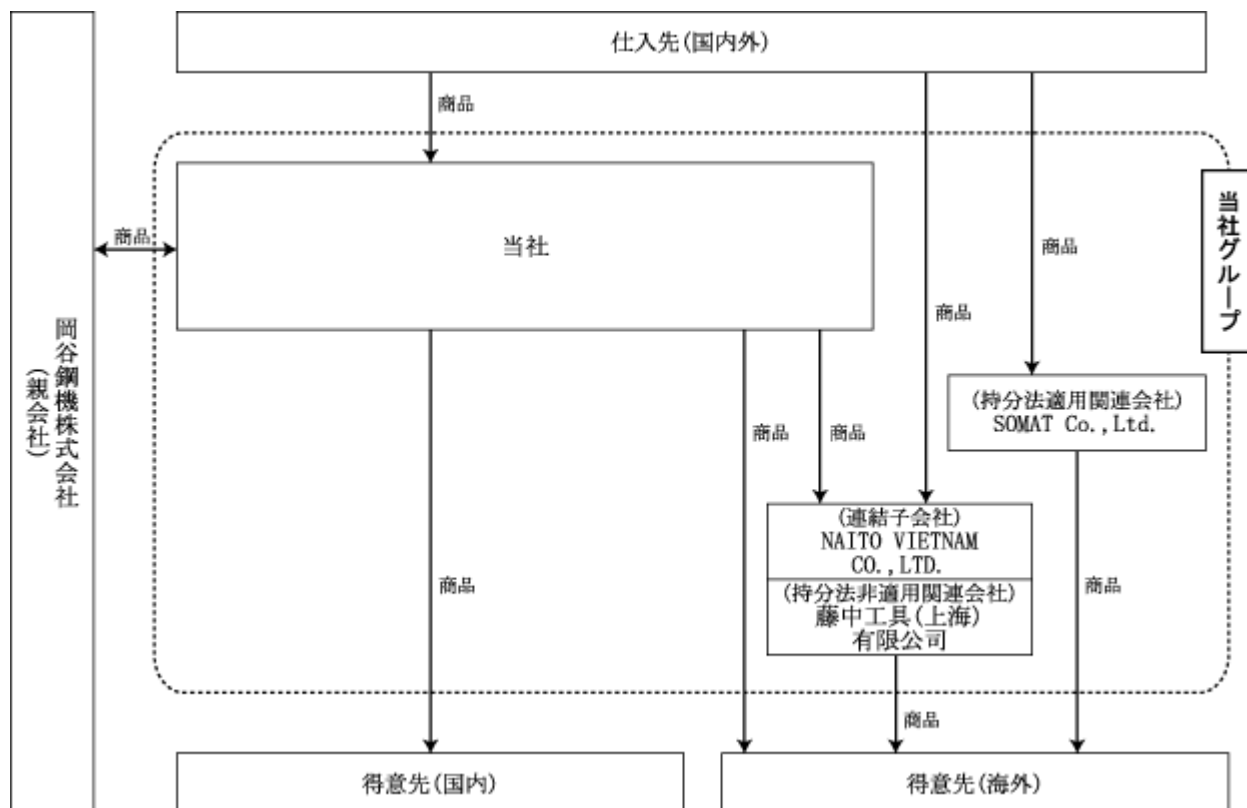 仕入先(国内外)
商品
当社
商品
商品
商品
当社グループ
岡谷鋼機株式会社
(親会社)
(持分法適用関連会社)
SOMAT Co.,Ltd.
商品
商品
(連結子会社)
NAITO VIETNAM
CO.,LTD.
(持分法非適用関連会社)
藤中工具(上海)
有限公司
商品
商品
商品
得意先(国内)
得意先(海外)